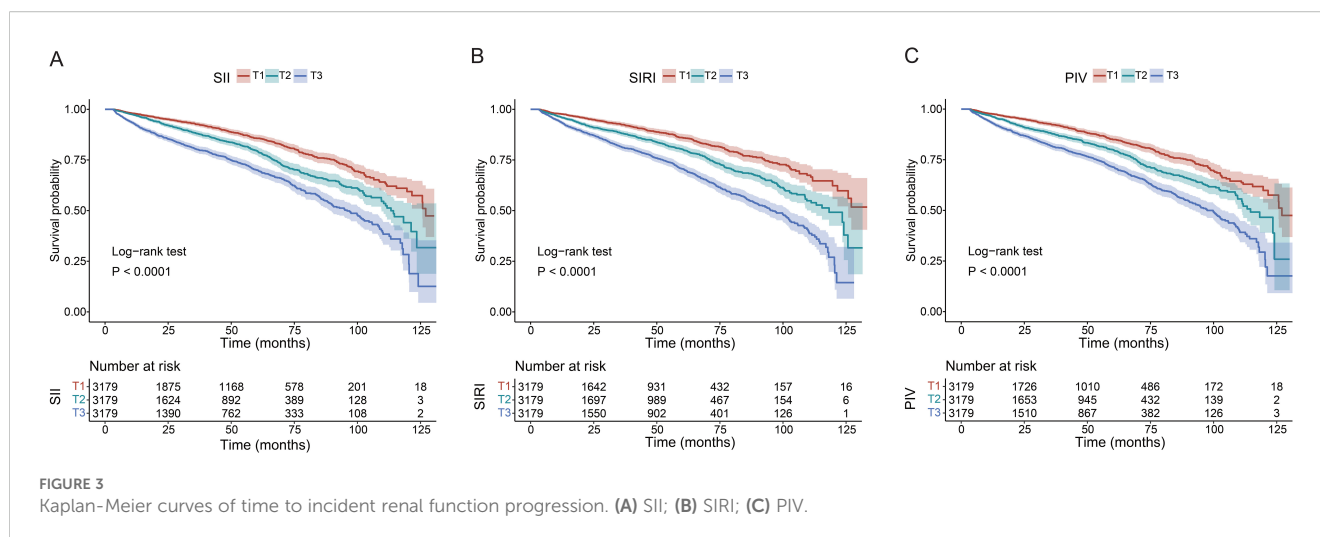 A
SII T1 T2 T3
Survival probability
1.00
0.75
0.50
0.25
0.00
Log-rank test
P < 0.0001
0 25 50 75 100 125
Time (months)
Number at risk
SII
T1 3179 1875 1168 578 201 18
T2 3179 1624 892 389 128 3
T3 3179 1390 762 333 108 2
0 25 50 75 100 125
Time (months)
B
SIRI T1 T2 T3
Survival probability
1.00
0.75
0.50
0.25
0.00
Log-rank test
P < 0.0001
0 25 50 75 100 125
Time (months)
Number at risk
SIRI
T1 3179 1642 931 432 157 16
T2 3179 1697 989 467 154 6
T3 3179 1550 902 401 126 1
0 25 50 75 100 125
Time (months)
C
PIV T1 T2 T3
Survival probability
1.00
0.75
0.50
0.25
0.00
Log-rank test
P < 0.0001
0 25 50 75 100 125
Time (months)
Number at risk
PIV
T1 3179 1726 1010 486 172 18
T2 3179 1653 945 432 139 2
T3 3179 1510 867 382 126 3
0 25 50 75 100 125
Time (months)
FIGURE 3
Kaplan-Meier curves of time to incident renal function progression. (A) SII; (B) SIRI; (C) PIV.